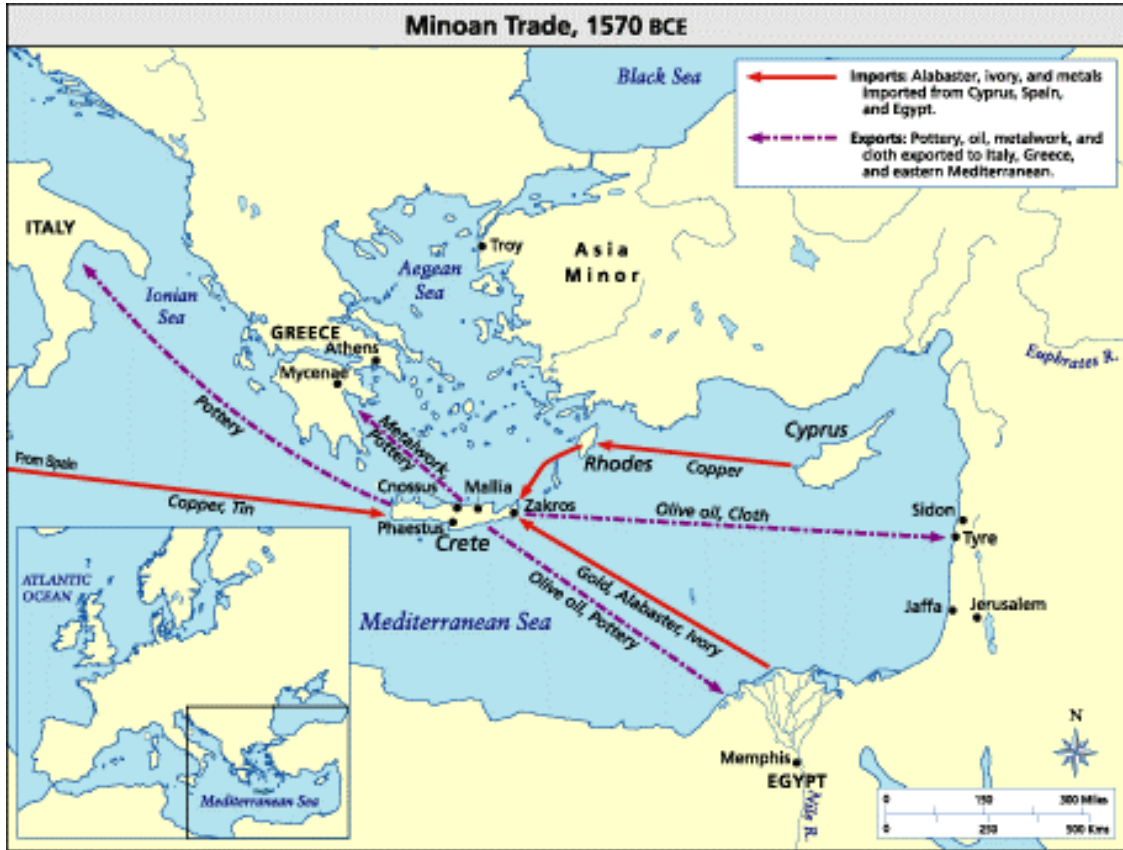 Minoan Trade, 1570 BCE
Black Sea
Imports: Alabaster, ivory, and metals
imported from Cyprus, Spain,
and Egypt.
Exports: Pottery, oil, metalwork, and
cloth exported to Italy, Greece,
and eastern Mediterranean.
ITALY
Troy
Asia
Minor
Aegean
Sea
Ionian
Sea
GREECE
Athens
Mycenae
Euphrates R.
Pottery
Metalwork,
Pottery
Cyprus
Rhodes
Copper
From Spain
Copper, Tin
Cnossus
Mallia
Zakros
Phaestus
Crete
Olive oil, Cloth
Sidon
Tyre
Gold, Alabaster, Ivory
Olive oil, Pottery
Jaffa
Jerusalem
Mediterranean Sea
ATLANTIC
OCEAN
Mediterranean Sea
Memphis
EGYPT
Nile R.
N
0 150 300 Miles
0 250 500 Kms